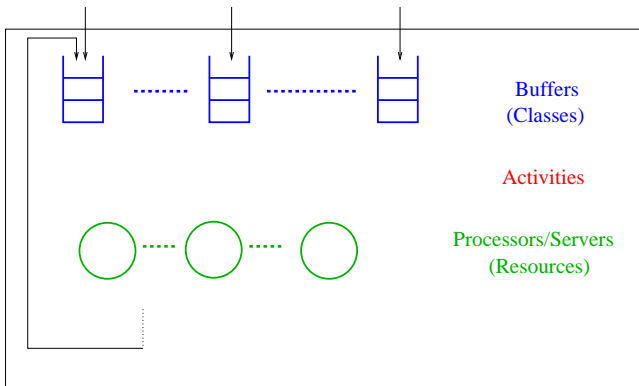 Buffers
(Classes)
Activities
Processors/Servers
(Resources)